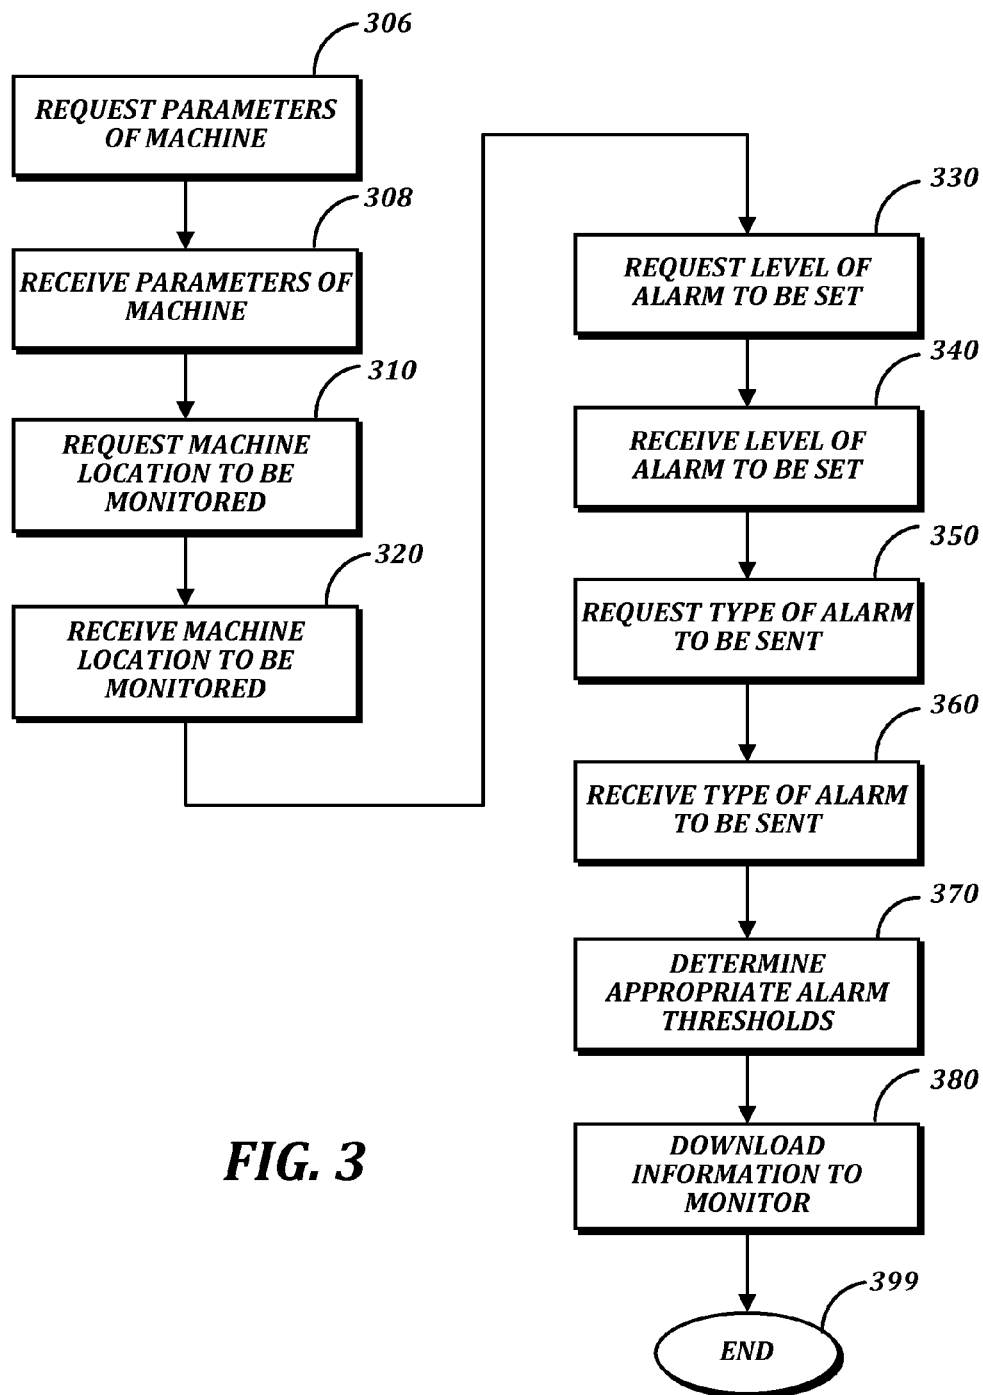 306
REQUEST PARAMETERS
OF MACHINE
308
RECEIVE PARAMETERS OF
MACHINE
310
REQUEST MACHINE
LOCATION TO BE
MONITORED
320
RECEIVE MACHINE
LOCATION TO BE
MONITORED
330
REQUEST LEVEL OF
ALARM TO BE SET
340
RECEIVE LEVEL OF
ALARM TO BE SET
350
REQUEST TYPE OF ALARM
TO BE SENT
360
RECEIVE TYPE OF ALARM
TO BE SENT
370
DETERMINE
APPROPRIATE ALARM
THRESHOLDS
380
DOWNLOAD
INFORMATION TO
MONITOR
399
END
FIG. 3